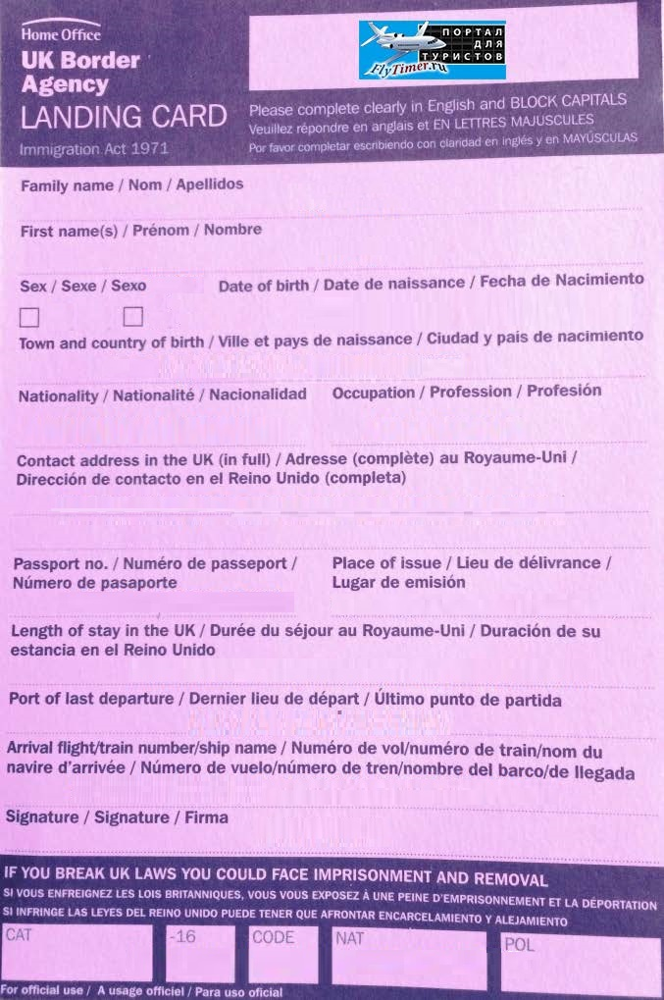 Home Office
UK Border
Agency
LANDING CARD
Immigration Act 1971
ПОРТАЛ
ДЛЯ
ТУРИСТОВ
FlyTimer.ru
Please complete clearly in English and BLOCK CAPITALS
Veuillez répondre en anglais et EN LETTRES MAJUSCULES
Por favor completar escribiendo con claridad en inglés y en MAYÚSCULAS
Family name / Nom / Apellidos
First name(s) / Prénom / Nombre
Sex / Sexe / Sexo
Date of birth / Date de naissance / Fecha de Nacimiento
Town and country of birth / Ville et pays de naissance / Ciudad y país de nacimiento
Nationality / Nationalité / Nacionalidad
Occupation / Profession / Profesión
Contact address in the UK (in full) / Adresse (complète) au Royaume-Uni /
Dirección de contacto en el Reino Unido (completa)
Passport no. / Numéro de passeport /
Número de pasaporte
Place of issue / Lieu de délivrance /
Lugar de emisión
Length of stay in the UK / Durée du séjour au Royaume-Uni / Duración de su
estancia en el Reino Unido
Port of last departure / Dernier lieu de départ / Último punto de partida
Arrival flight/train number/ship name / Numéro de vol/numéro de train/nom du
navire d'arrivée / Número de vuelo/número de tren/nombre del barco/de llegada
Signature / Signature / Firma
IF YOU BREAK UK LAWS YOU COULD FACE IMPRISONMENT AND REMOVAL
SI VOUS ENFREIGNEZ LES LOIS BRITANNIQUES, VOUS VOUS EXPOSEZ À UNE PEINE D'EMPRISONNEMENT ET LA DÉPORTATION
SI INFRINGE LAS LEYES DEL REINO UNIDO PUEDE TENER QUE AFRONTAR ENCARCELAMIENTO Y ALEJAMIENTO
CAT
-16
CODE
NAT
POL
For official use / A usage officiel / Para uso oficial